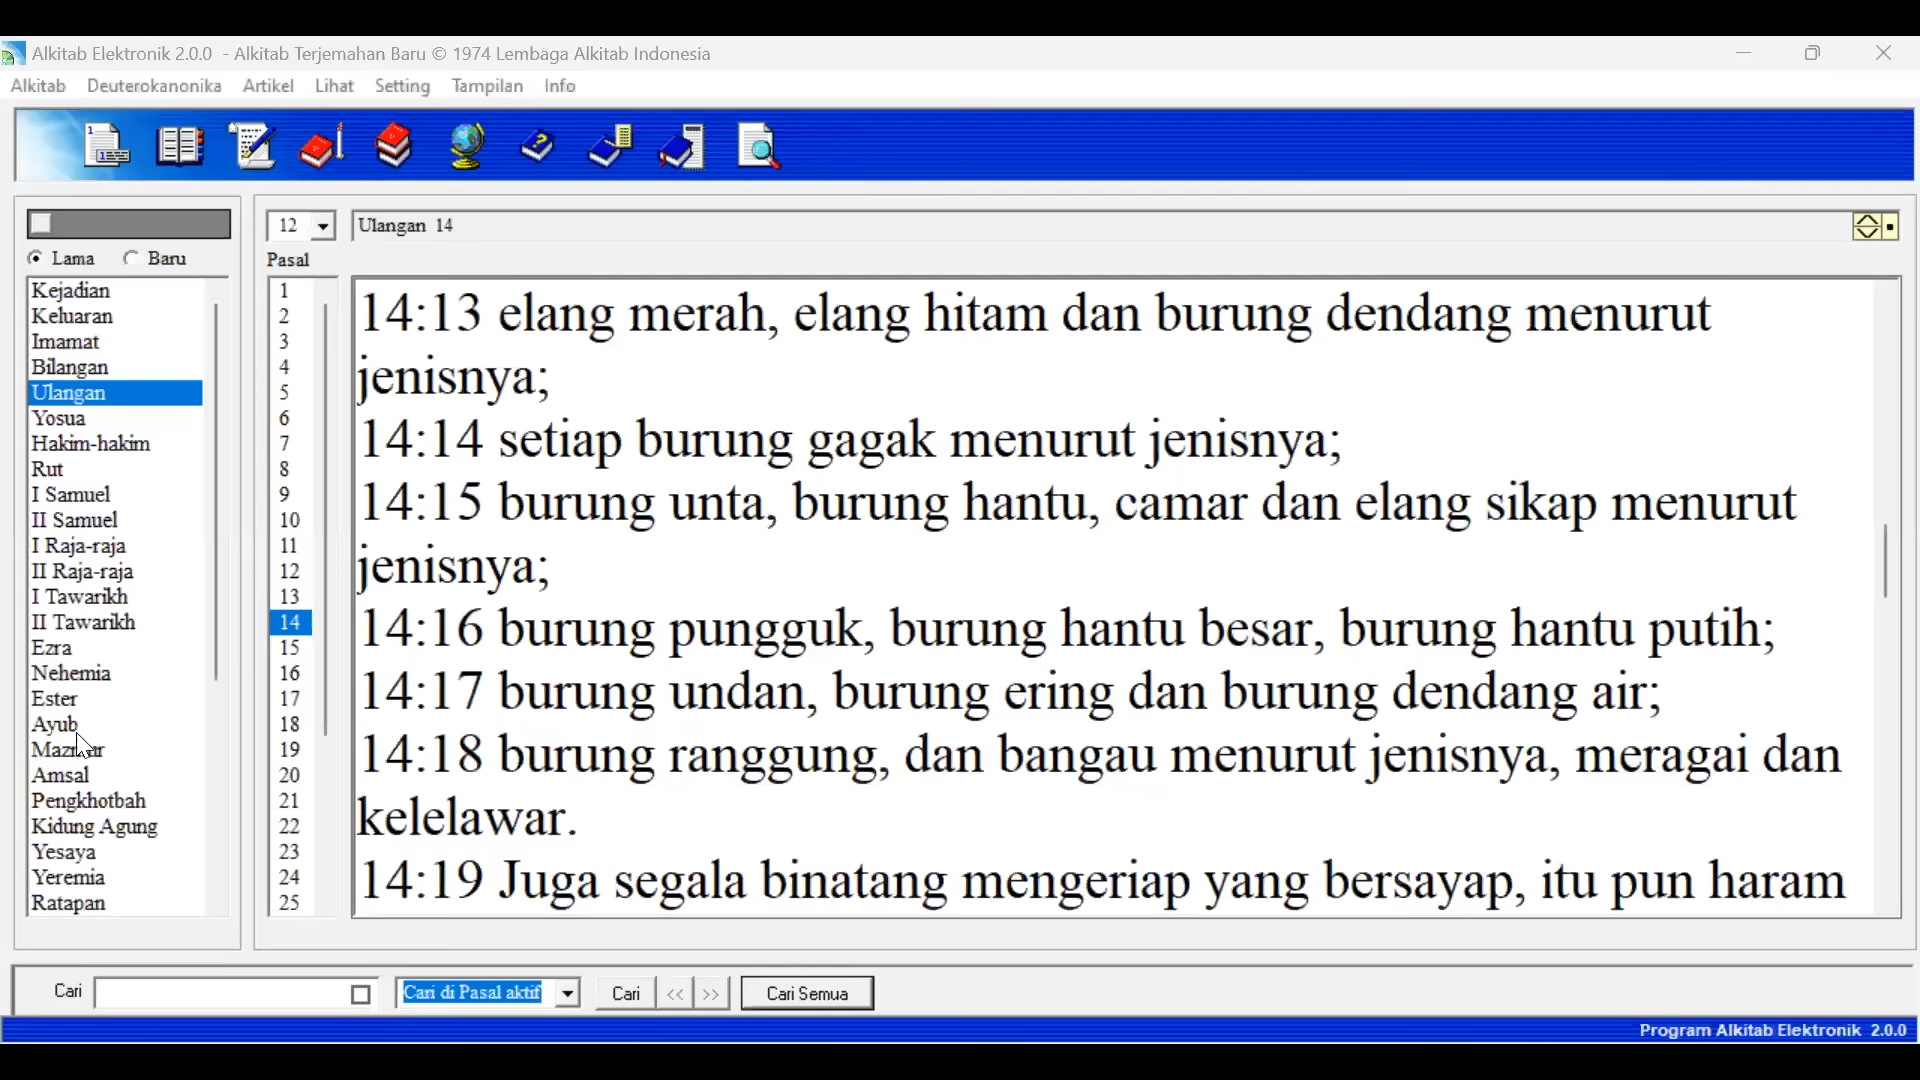 Alkitab Elektronik 2.0.0 - Alkitab Terjemahan Baru © 1974 Lembaga Alkitab Indonesia
Alkitab Deuterokanonika Artikel Lihat Setting Tampilan Info
12 Ulangan 14
Lama Baru
Pasal
Kejadian
Keluaran
Imamat
Bilangan
Ulangan
Yosua
Hakim-hakim
Rut
I Samuel
II Samuel
I Raja-raja
II Raja-raja
I Tawarikh
II Tawarikh
Ezra
Nehemia
Ester
Ayub
Amsal
Pengkhotbah
Kidung Agung
Yesaya
Yeremia
Ratapan
1
2
3
4
5
6
7
8
9
10
11
12
13
14
15
16
17
18
19
20
21
22
23
24
25
14:13 elang merah, elang hitam dan burung dendang menurut
jenisnya;
14:14 setiap burung gagak menurut jenisnya;
14:15 burung unta, burung hantu, camar dan elang sikap menurut
jenisnya;
14:16 burung pungguk, burung hantu besar, burung hantu putih;
14:17 burung undan, burung ering dan burung dendang air;
14:18 burung ranggung, dan bangau menurut jenisnya, meragai dan
kelelawar.
14:19 Juga segala binatang mengeriap yang bersayap, itu pun haram
Cari Cari di Pasal aktif Cari << >> Cari Semua
Program Alkitab Elektronik 2.0.0